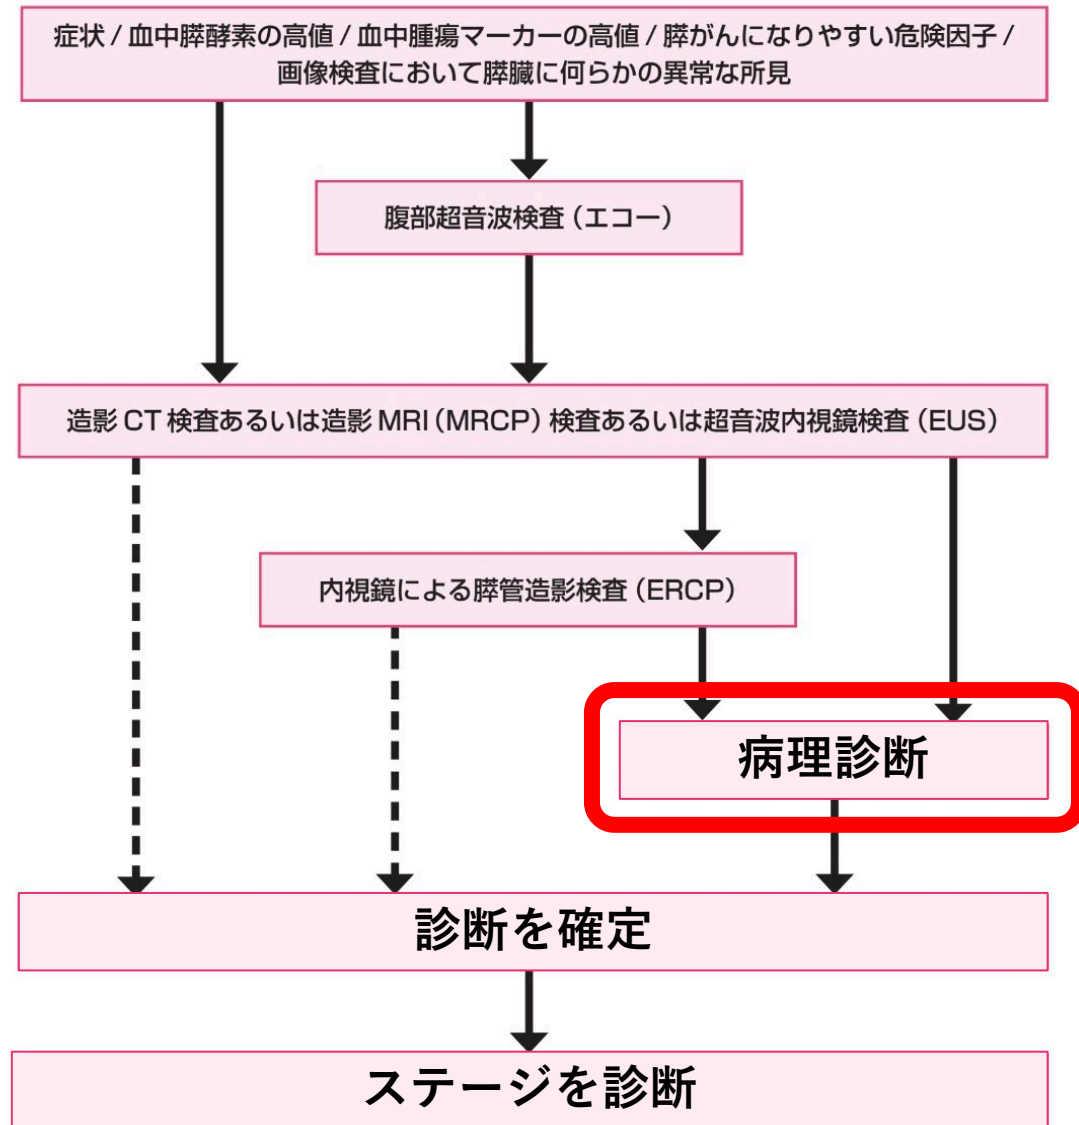 症状 / 血中膵酵素の高値 / 血中腫瘍マーカーの高値 / 膵がんになりやすい危険因子 /
画像検査において膵臓に何らかの異常な所見
腹部超音波検査（エコー）
造影 CT 検査あるいは造影 MRI（MRCP）検査あるいは超音波内視鏡検査（EUS）
内視鏡による膵管造影検査（ERCP）
病理診断
診断を確定
ステージを診断